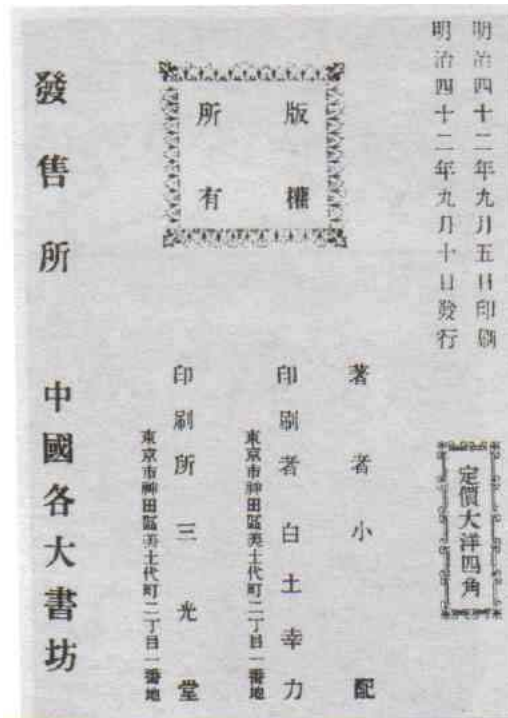 明治四十二年九月五日印刷
明治四十二年九月十日發行
定價大洋四角
版權
所有
著者小配
印刷者白土幸力
東京市神田區美土代町二丁目一番地
印刷所三光堂
東京市神田區美土代町二丁目一番地
發售所 中國各大書坊